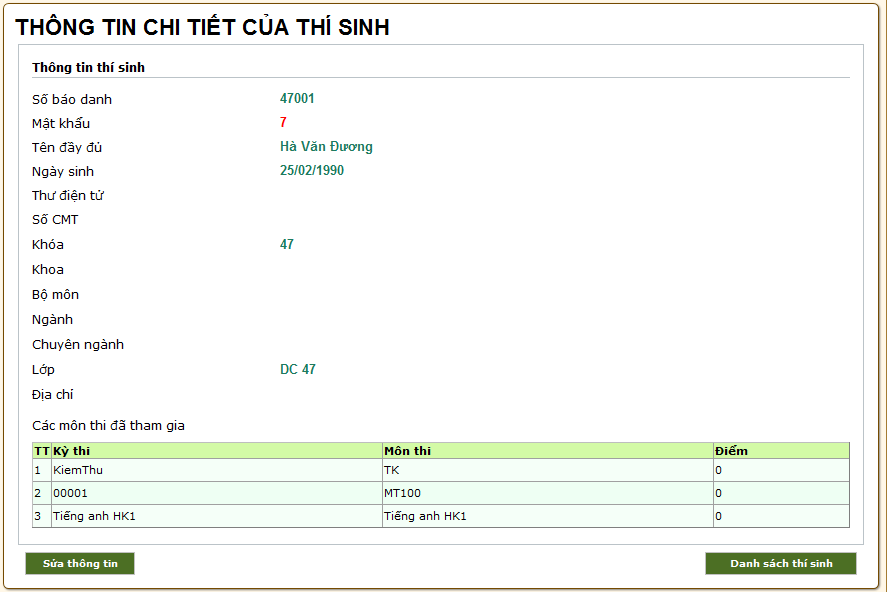 THÔNG TIN CHI TIẾT CỦA THÍ SINH
Thông tin thí sinh
Số báo danh 47001
Mật khẩu 7
Tên đầy đủ Hà Văn Đương
Ngày sinh 25/02/1990
Thư điện tử
Số CMT
Khóa 47
Khoa
Bộ môn
Ngành
Chuyên ngành
Lớp DC 47
Địa chỉ
Các môn thi đã tham gia
TT Kỳ thi Môn thi Điểm
1 KiemThu TK 0
2 00001 MT100 0
3 Tiếng anh HK1 Tiếng anh HK1 0
Sửa thông tin Danh sách thí sinh